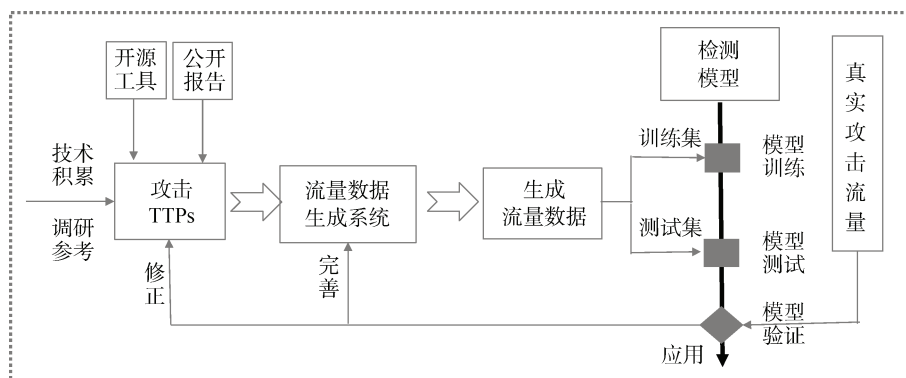 开源
工具
公开
报告
检测
模型
真
实
攻
击
流
量
技术
积累
调研
参考
攻击
TTPs
流量数据
生成系统
生成
流量数据
训练集
测试集
模型
训练
模型
测试
修
正
完
善
模型
验证
应用